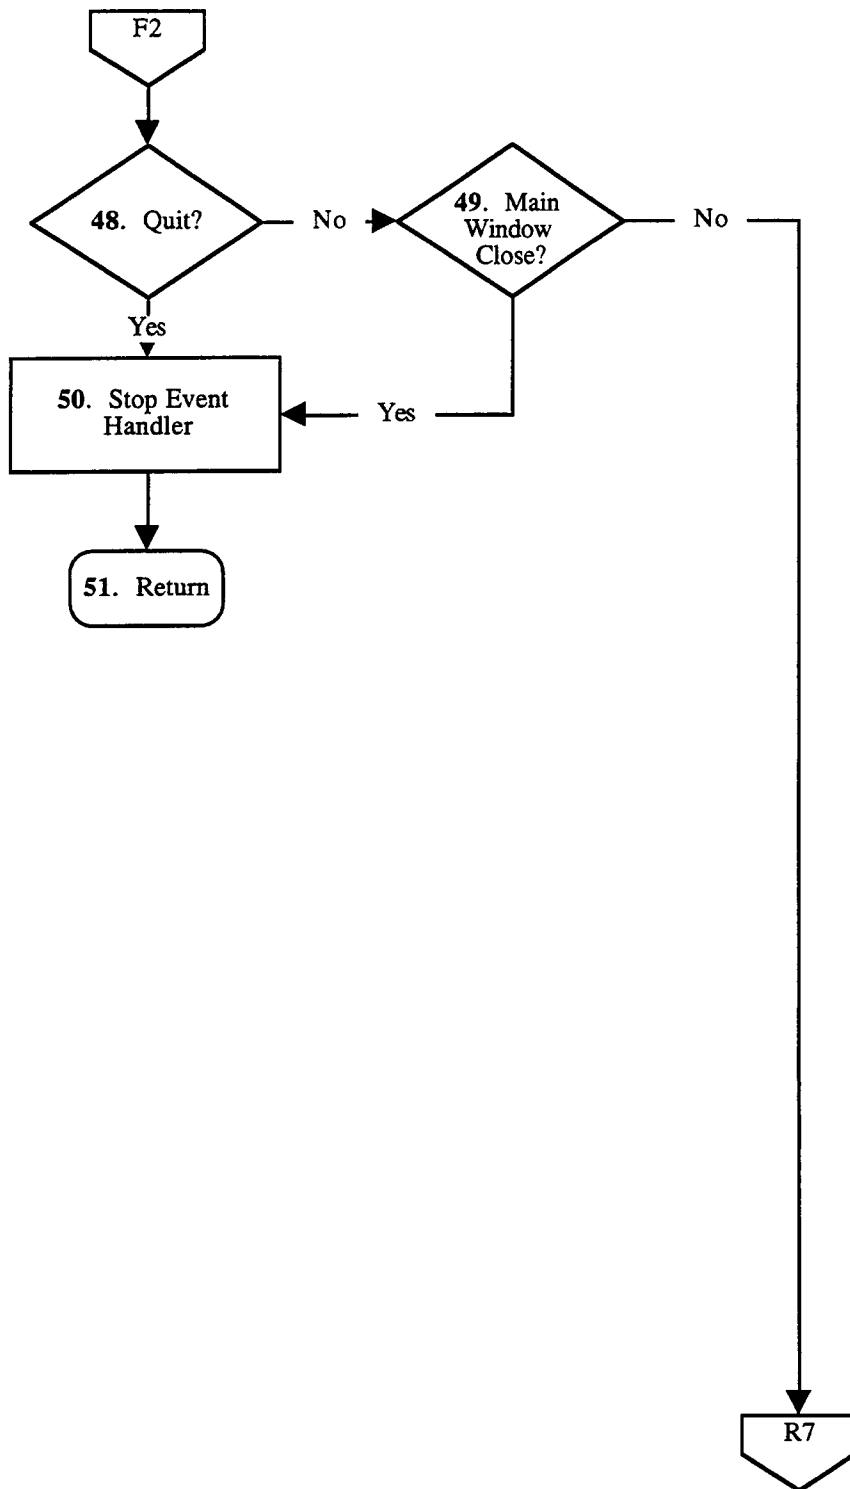 F2
48. Quit?
No
49. Main
Window
Close?
No
Yes
50. Stop Event
Handler
Yes
51. Return
R7